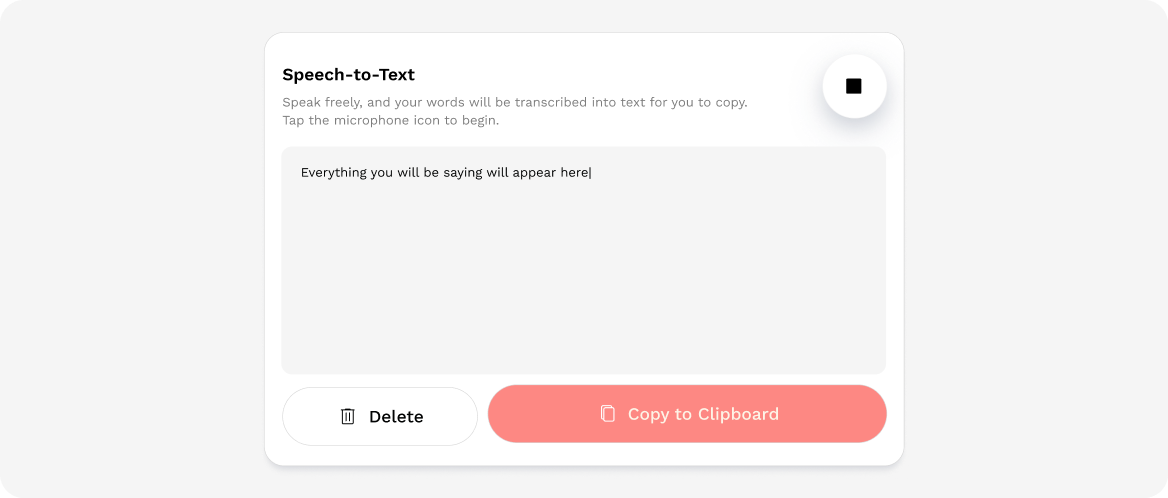 Speech-to-Text
Speak freely, and your words will be transcribed into text for you to copy.
Tap the microphone icon to begin.
Everything you will be saying will appear here|
Delete
Copy to Clipboard